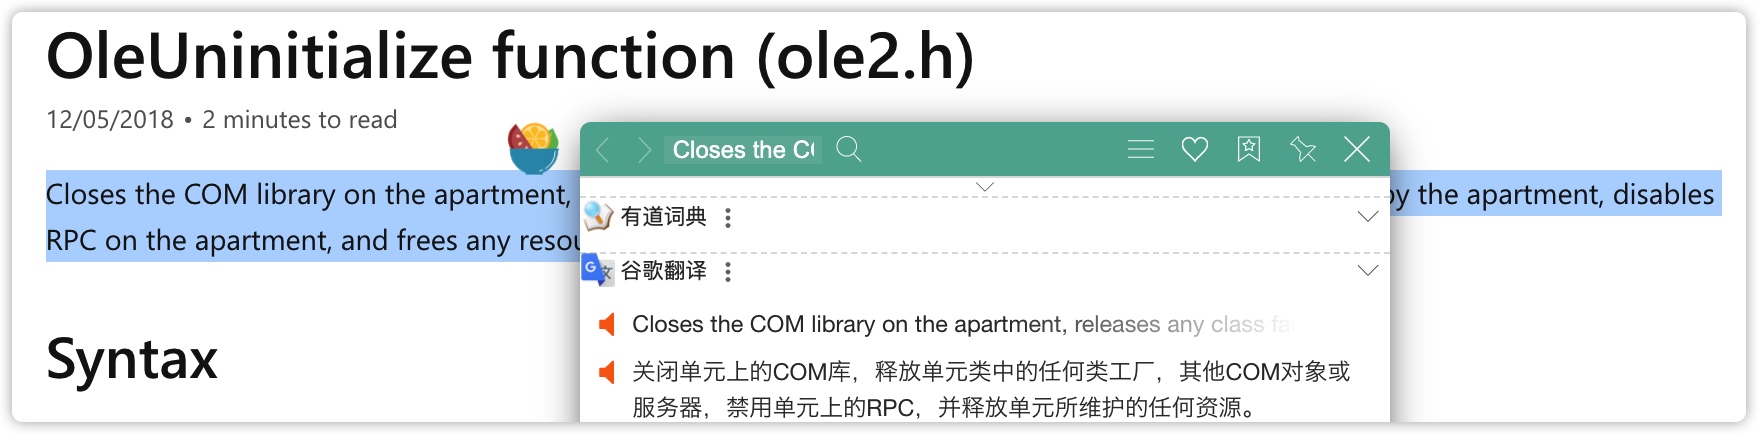 OleUninitialize function (ole2.h)
12/05/2018 • 2 minutes to read
Closes the C
Closes the COM library on the apartment,
by the apartment, disables
RPC on the apartment, and frees any resou
有道词典
谷歌翻译
G 文
Closes the COM library on the apartment, releases any class fa
关闭单元上的COM库，释放单元类中的任何类工厂，其他COM对象或
服务器，禁用单元上的RPC，并释放单元所维护的任何资源。
Syntax